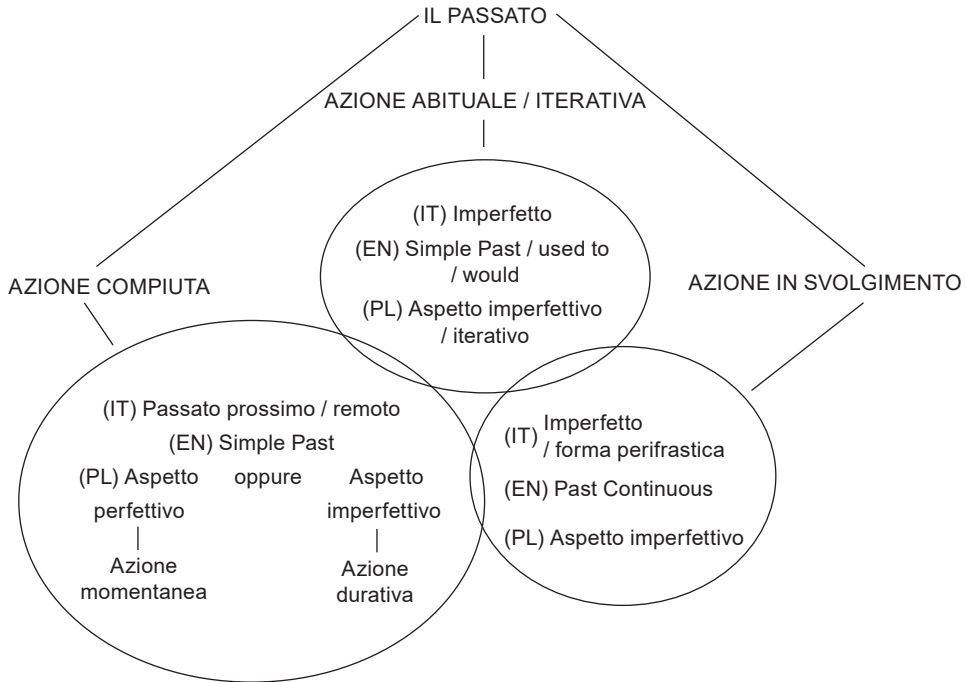 IL PASSATO
AZIONE ABITUALE / ITERATIVA
(IT) Imperfetto
(EN) Simple Past / used to
/ would
(PL) Aspetto imperfettivo
/ iterativo
AZIONE COMPIUTA
(IT) Passato prossimo / remoto
(EN) Simple Past
(PL) Aspetto oppure Aspetto
perfettivo imperfettivo
Azione
momentanea
Azione
durativa
AZIONE IN SVOLGIMENTO
(IT) Imperfetto
/ forma perifrastica
(EN) Past Continuous
(PL) Aspetto imperfettivo